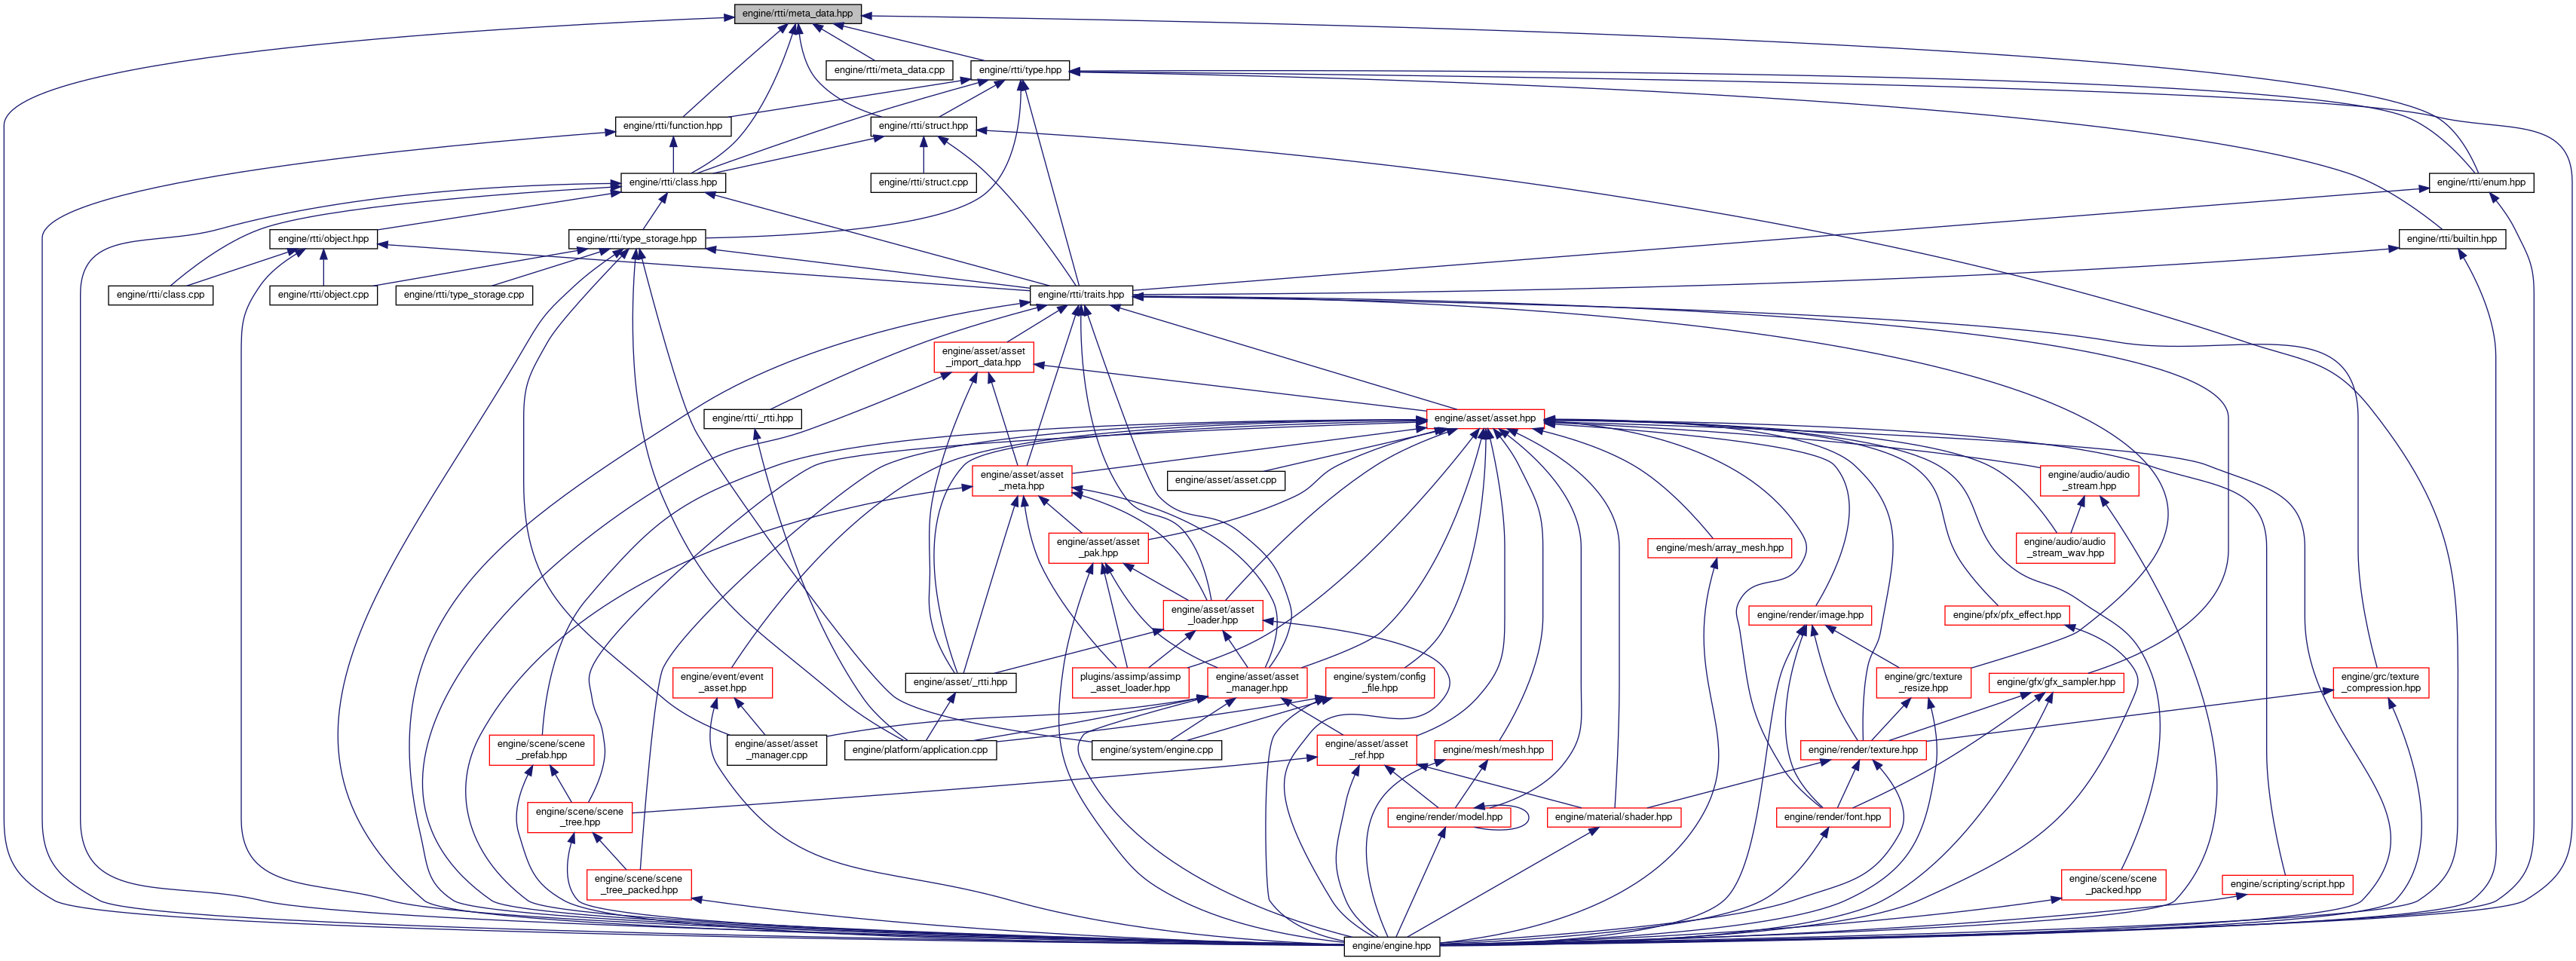 engine/rtti/meta_data.hpp
engine/rtti/meta_data.cpp
engine/rtti/type.hpp
engine/rtti/function.hpp
engine/rtti/struct.hpp
engine/rtti/class.hpp
engine/rtti/struct.cpp
engine/rtti/enum.hpp
engine/rtti/object.hpp
engine/rtti/type_storage.hpp
engine/rtti/builtin.hpp
engine/rtti/class.cpp
engine/rtti/object.cpp
engine/rtti/type_storage.cpp
engine/rtti/traits.hpp
engine/asset/asset
_import_data.hpp
engine/rtti/_rtti.hpp
engine/asset/asset.hpp
engine/asset/asset
_meta.hpp
engine/asset/asset.cpp
engine/audio/audio
_stream.hpp
engine/asset/asset
_pak.hpp
engine/mesh/array_mesh.hpp
engine/audio/audio
_stream_wav.hpp
engine/asset/asset
_loader.hpp
engine/render/image.hpp
engine/pfx/pfx_effect.hpp
engine/event/event
_asset.hpp
engine/asset/_rtti.hpp
plugins/assimp/assimp
_asset_loader.hpp
engine/asset/asset
_manager.hpp
engine/system/config
_file.hpp
engine/grc/texture
_resize.hpp
engine/gfx/gfx_sampler.hpp
engine/grc/texture
_compression.hpp
engine/scene/scene
_prefab.hpp
engine/asset/asset
_manager.cpp
engine/platform/application.cpp
engine/system/engine.cpp
engine/asset/asset
_ref.hpp
engine/mesh/mesh.hpp
engine/render/texture.hpp
engine/scene/scene
_tree.hpp
engine/render/model.hpp
engine/material/shader.hpp
engine/render/font.hpp
engine/scene/scene
_tree_packed.hpp
engine/scene/scene
_packed.hpp
engine/scripting/script.hpp
engine/engine.hpp